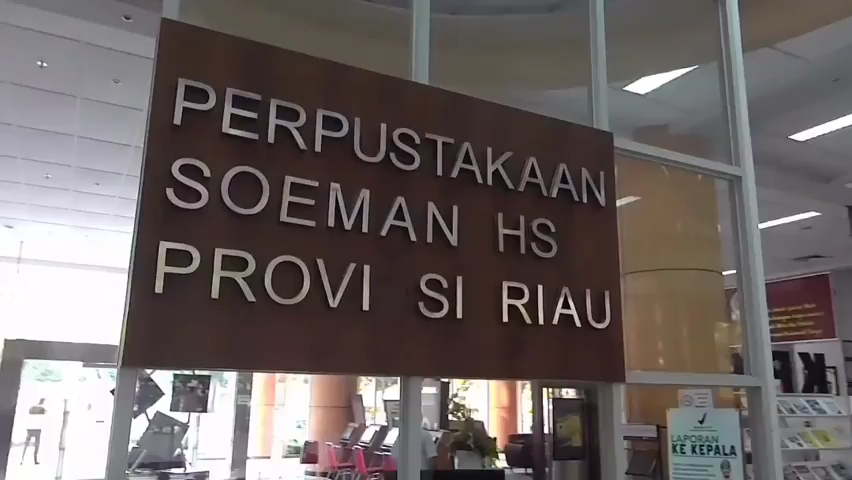 PERPUSTAKAAN
SOEMAN HS
PROVI SI RIAU
LAPORAN
KE KEPALA